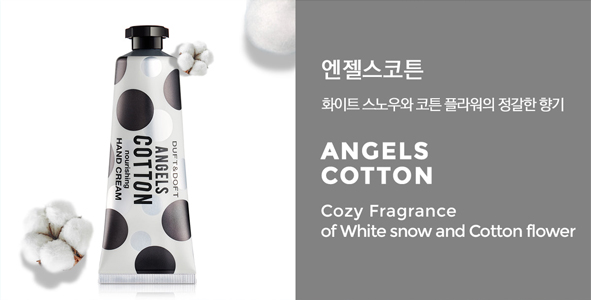 DUFT & DOFT
ANGELS
COTTON
nourishing
HAND CREAM
엔젤스코튼
화이트 스노우와 코튼 플라워의 정갈한 향기
ANGELS
COTTON
Cozy Fragrance
of White snow and Cotton flower